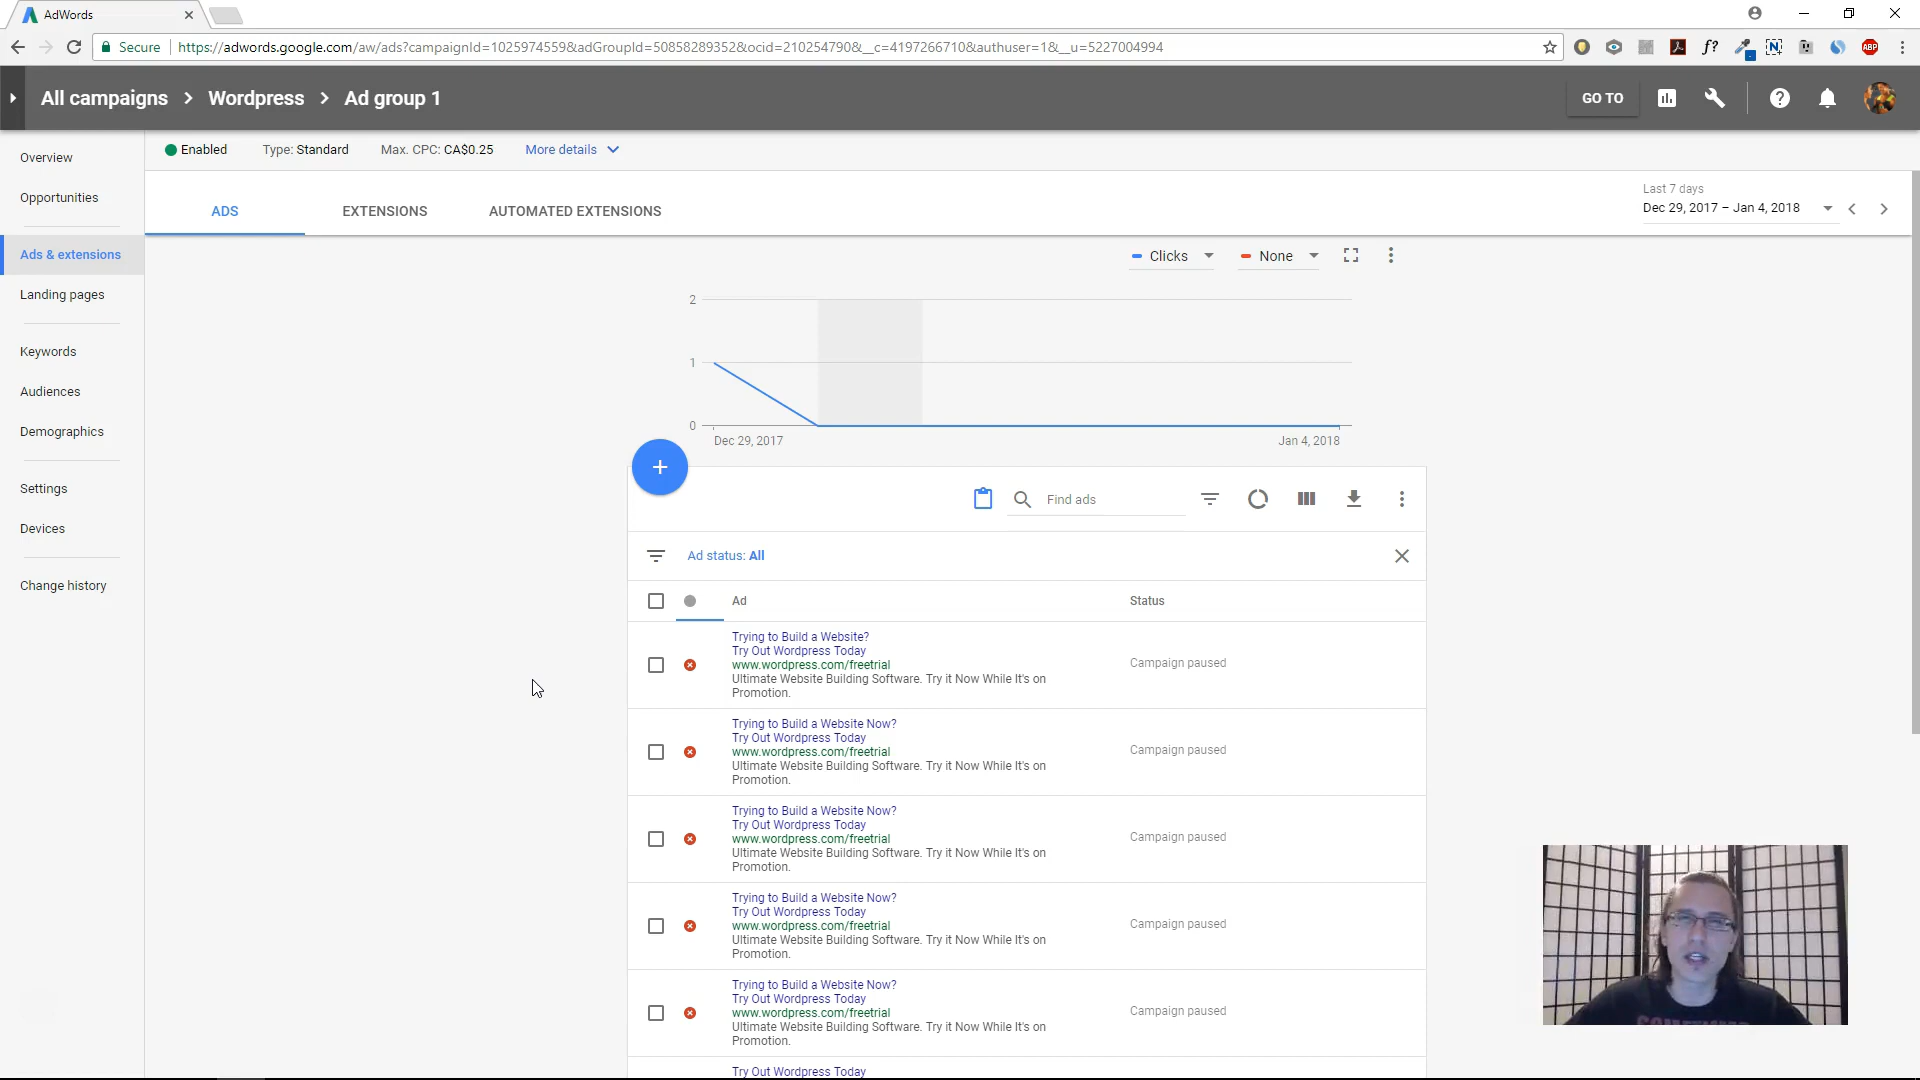 AdWords
Secure
https://adwords.google.com/aw/ads?campaignId=1025974559&adGroupId=50858289352&ocid=210254790&__c=4197266710&authuser=1&__u=5227004994
f?
N
ABP
All campaigns > Wordpress > Ad group 1
GO TO
Overview
Opportunities
Ads & extensions
Landing pages
Keywords
Audiences
Demographics
Settings
Devices
Change history
Enabled
Type: Standard
Max. CPC: CA$0.25
More details
ADS
EXTENSIONS
AUTOMATED EXTENSIONS
Last 7 days
Dec 29, 2017 – Jan 4, 2018
Clicks
None
2
1
0
Dec 29, 2017
Jan 4, 2018
Find ads
Ad status: All
Ad
Status
Trying to Build a Website?
Try Out Wordpress Today
www.wordpress.com/freetrial
Ultimate Website Building Software. Try it Now While It's on
Promotion.
Campaign paused
Trying to Build a Website Now?
Try Out Wordpress Today
www.wordpress.com/freetrial
Ultimate Website Building Software. Try it Now While It's on
Promotion.
Campaign paused
Trying to Build a Website Now?
Try Out Wordpress Today
www.wordpress.com/freetrial
Ultimate Website Building Software. Try it Now While It's on
Promotion.
Campaign paused
Trying to Build a Website Now?
Try Out Wordpress Today
www.wordpress.com/freetrial
Ultimate Website Building Software. Try it Now While It's on
Promotion.
Campaign paused
Trying to Build a Website Now?
Try Out Wordpress Today
www.wordpress.com/freetrial
Ultimate Website Building Software. Try it Now While It's on
Promotion.
Campaign paused
Try Out Wordpress Today